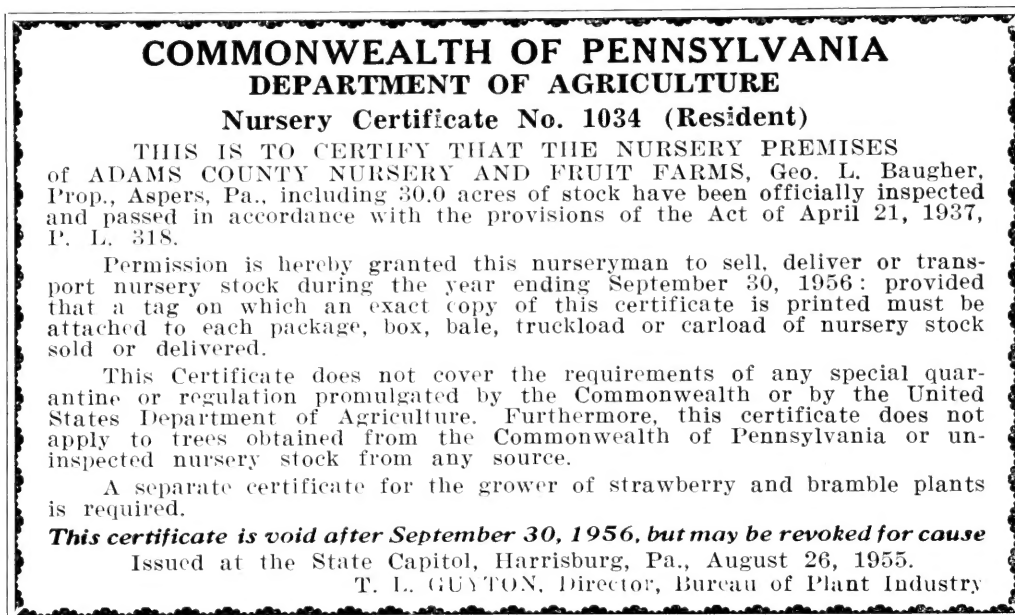 COMMONWEALTH OF PENNSYLVANIA
DEPARTMENT OF AGRICULTURE
Nursery Certificate No. 1034 (Resident)
THIS IS TO CERTIFY THAT THE NURSERY PREMISES
of ADAMS COUNTY NURSERY AND FRUIT FARMS, Geo. L. Baugher,
Prop., Aspers, Pa., including 30.0 acres of stock have been officially inspected
and passed in accordance with the provisions of the Act of April 21, 1937,
P. L. 318.
Permission is hereby granted this nurseryman to sell, deliver or trans-
port nursery stock during the year ending September 30, 1956: provided
that a tag on which an exact copy of this certificate is printed must be
attached to each package, box, bale, truckload or carload of nursery stock
sold or delivered.
This Certificate does not cover the requirements of any special quar-
antine or regulation promulgated by the Commonwealth or by the United
States Department of Agriculture. Furthermore, this certificate does not
apply to trees obtained from the Commonwealth of Pennsylvania or un-
inspected nursery stock from any source.
A separate certificate for the grower of strawberry and bramble plants
is required.
This certificate is void after September 30, 1956, but may be revoked for cause
Issued at the State Capitol, Harrisburg, Pa., August 26, 1955.
T. L. GUYTON, Director, Bureau of Plant Industry